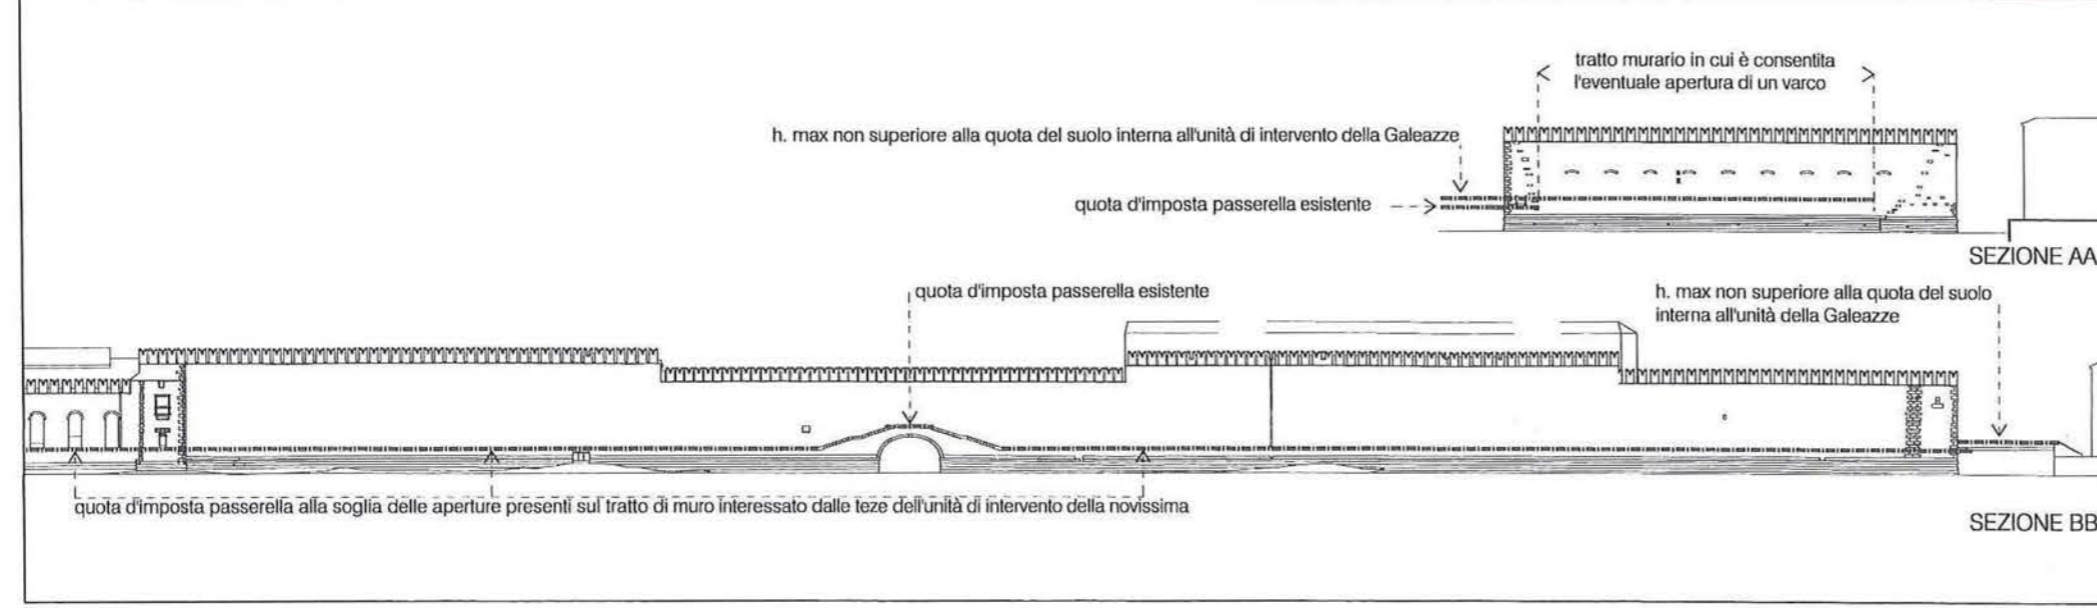 tratto murario in cui è consentita
l'eventuale apertura di un varco
h. max non superiore alla quota del suolo interna all'unità di intervento della Galeazze
quota d'imposta passerella esistente
SEZIONE AA
quota d'imposta passerella esistente
h. max non superiore alla quota del suolo
interna all'unità della Galeazze
quota d'imposta passerella alla soglia delle aperture presenti sul tratto di muro interessato dalle teze dell'unità di intervento della novissima
SEZIONE BB